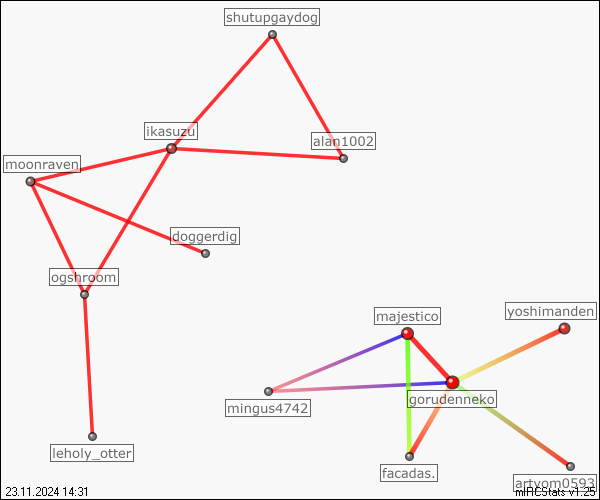 shutupgaydog
ikasuzu
alan1002
moonraven
doggerdig
ogshroom
majestico
yoshimanden
gorudenneko
mingus4742
leholy_otter
facadas.
artyom0593
23.11.2024 14:31
mIRCStats v1.25